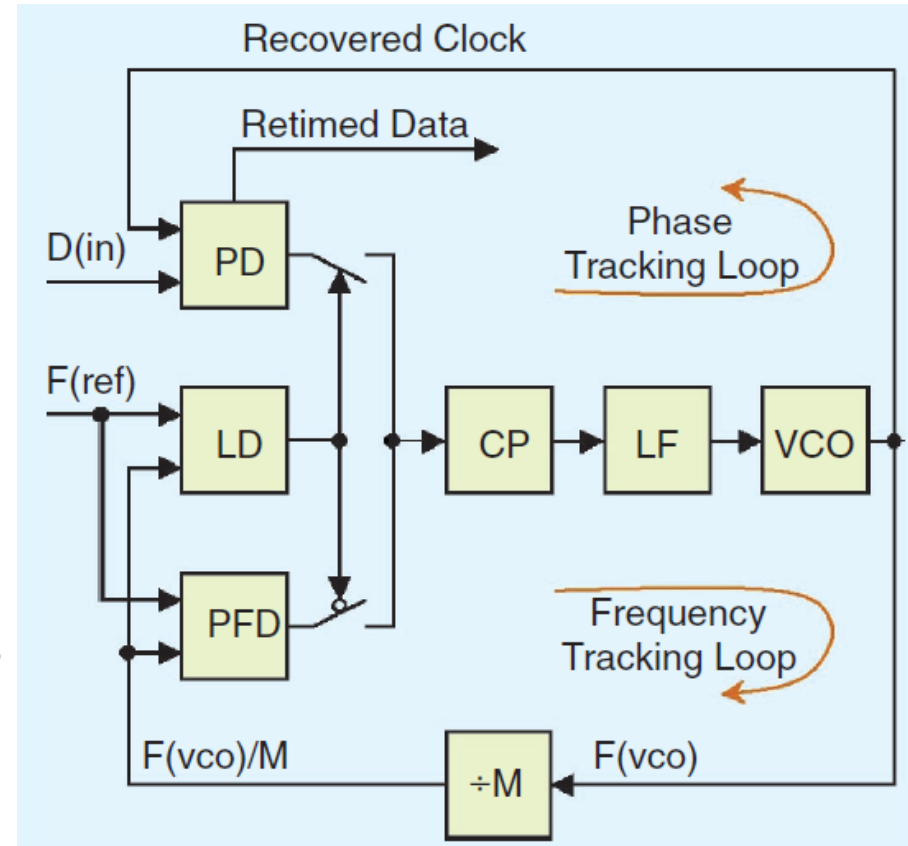 Recovered Clock
Retimed Data
D(in)
PD
Phase
Tracking Loop
F(ref)
LD
CP
LF
VCO
PFD
Frequency
Tracking Loop
F(vco)/M
÷M
F(vco)